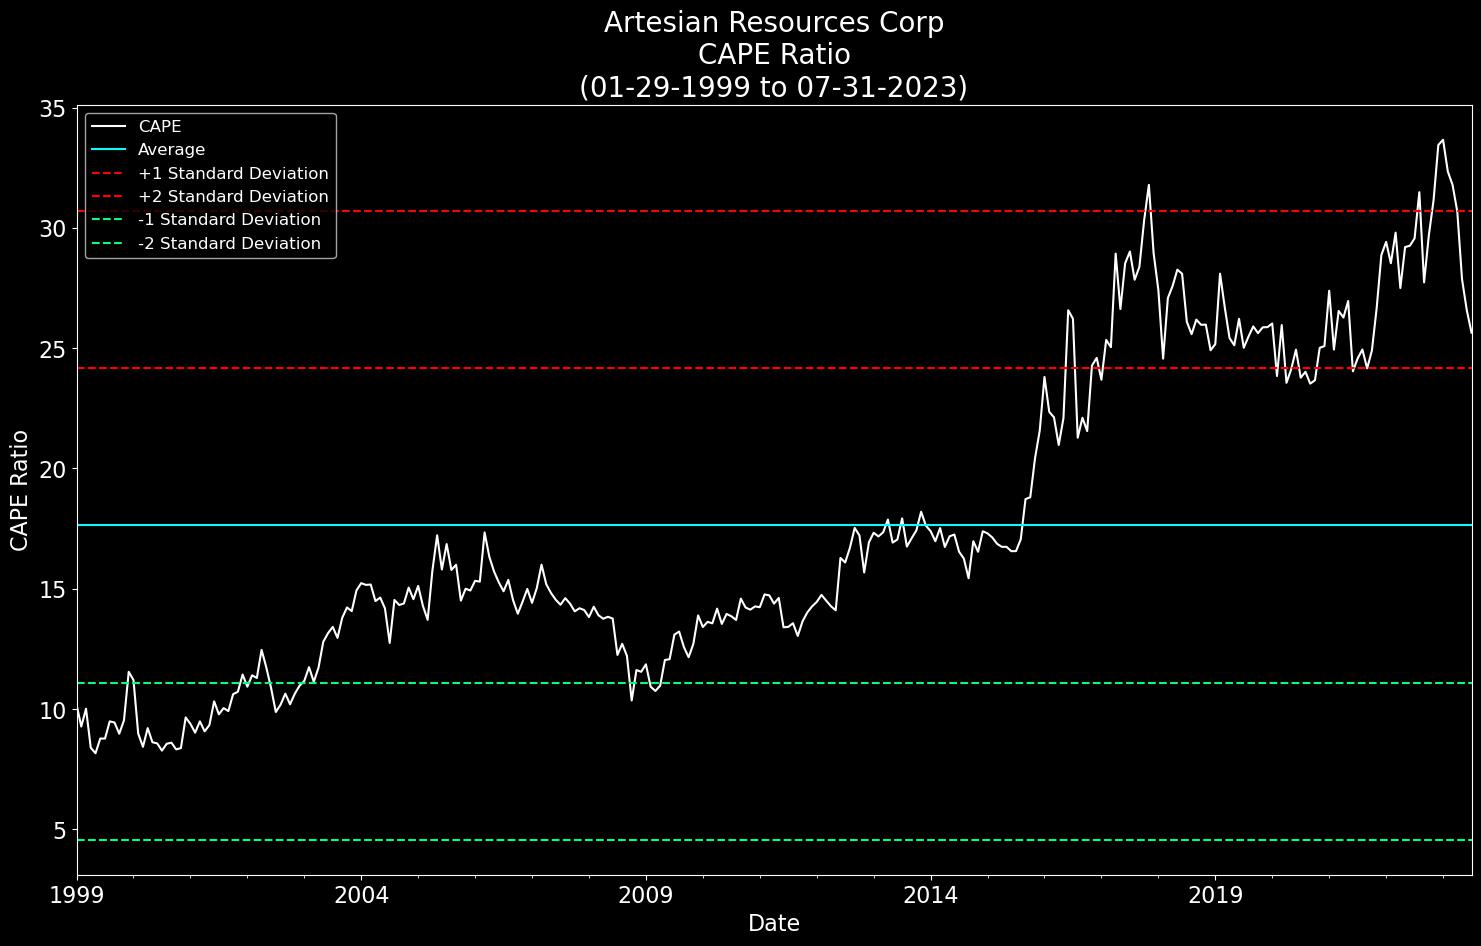 Artesian Resources Corp
CAPE Ratio
(01-29-1999 to 07-31-2023)
35
30
25
20
15
10
5
CAPE Ratio
CAPE
Average
+1 Standard Deviation
+2 Standard Deviation
-1 Standard Deviation
-2 Standard Deviation
1999 2004 2009 2014 2019
Date